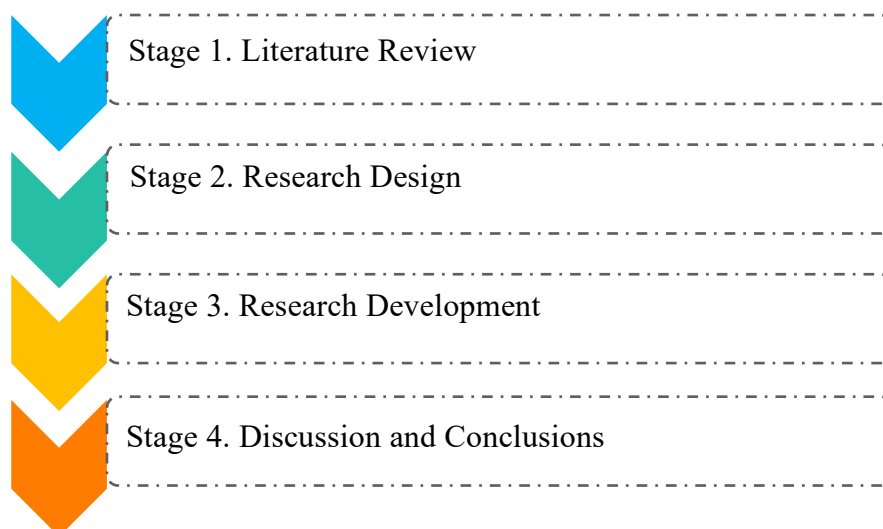 Stage 1. Literature Review
Stage 2. Research Design
Stage 3. Research Development
Stage 4. Discussion and Conclusions